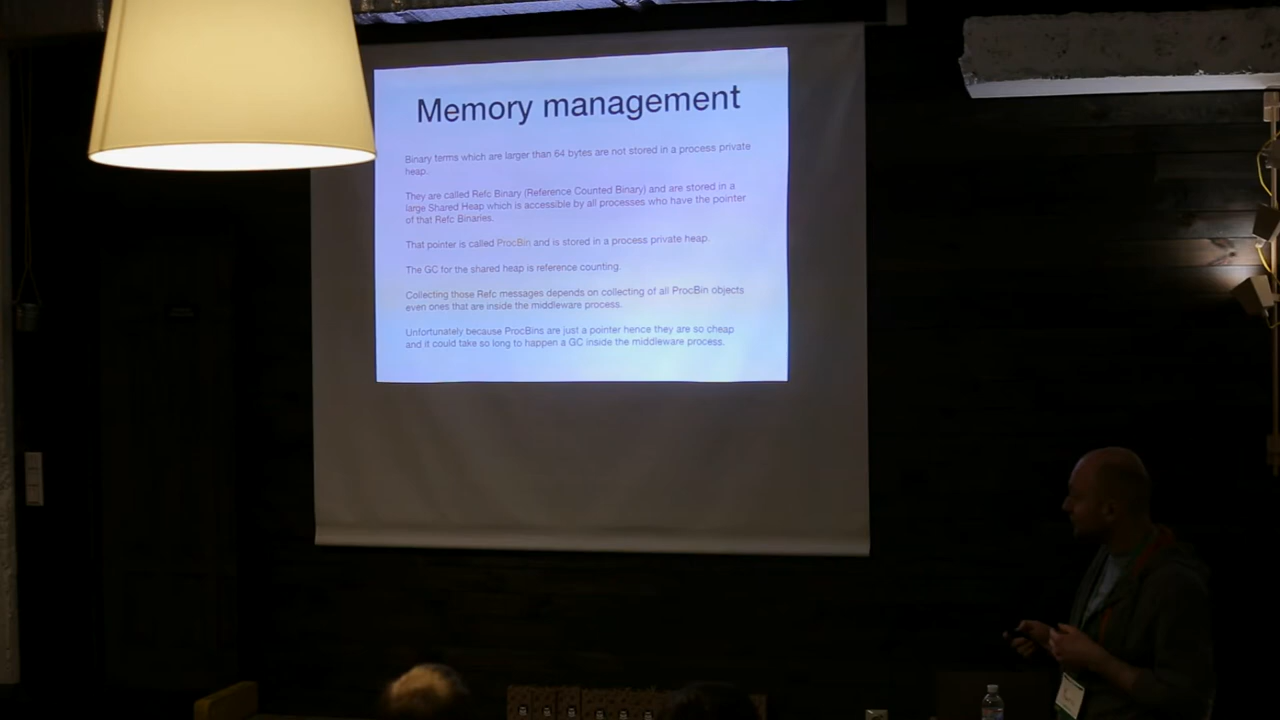 Memory management
Binary terms which are larger than 64 bytes are not stored in a process private
heap.
They are called Refc Binary (Reference Counted Binary) and are stored in a
large Shared Heap which is accessible by all processes who have the pointer
of that Refc Binaries.
That pointer is called ProcBin and is stored in a process private heap.
The GC for the shared heap is reference counting.
Collecting those Refc messages depends on collecting of all ProcBin objects
even ones that are inside the middleware process.
Unfortunately because ProcBins are just a pointer hence they are so cheap
and it could take so long to happen a GC inside the middleware process.